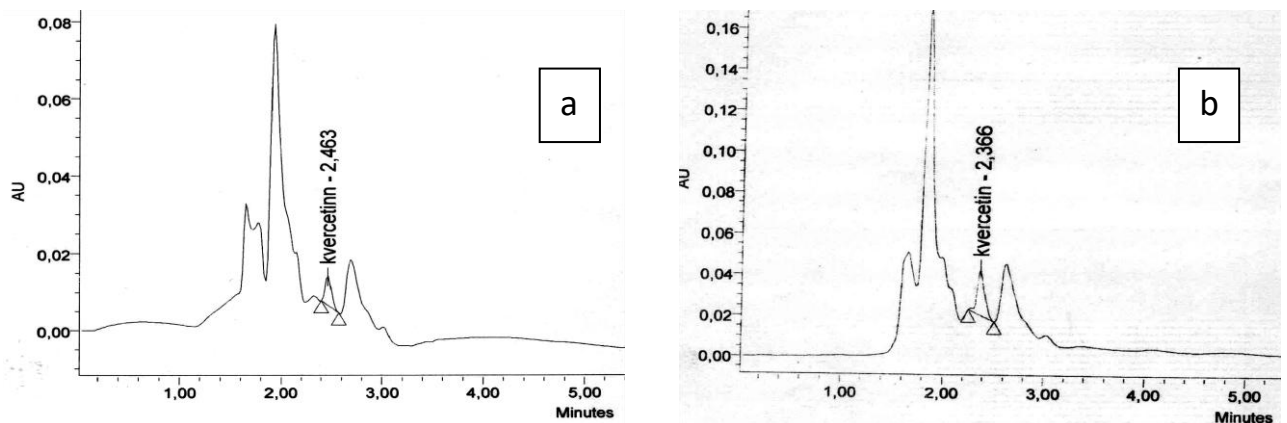 0,08
0,06
0,04
0,02
0,00
AU
a
kvercetinn - 2,463
1,00 2,00 3,00 4,00 5,00
Minutes
0,16
0,14
0,12
0,10
0,08
0,06
0,04
0,02
0,00
AU
b
kvercetin - 2,366
1,00 2,00 3,00 4,00 5,00
Minutes